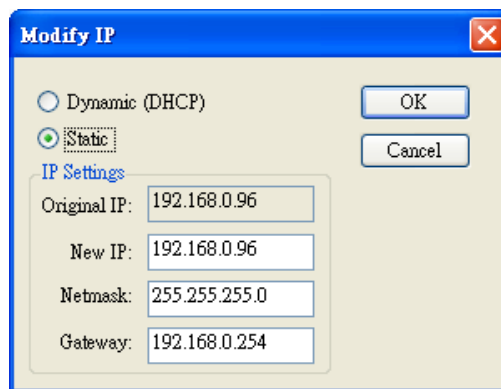 Modify IP
Dynamic (DHCP)
OK
Static
Cancel
IP Settings
Original IP: 192.168.0.96
New IP: 192.168.0.96
Netmask: 255.255.255.0
Gateway: 192.168.0.254